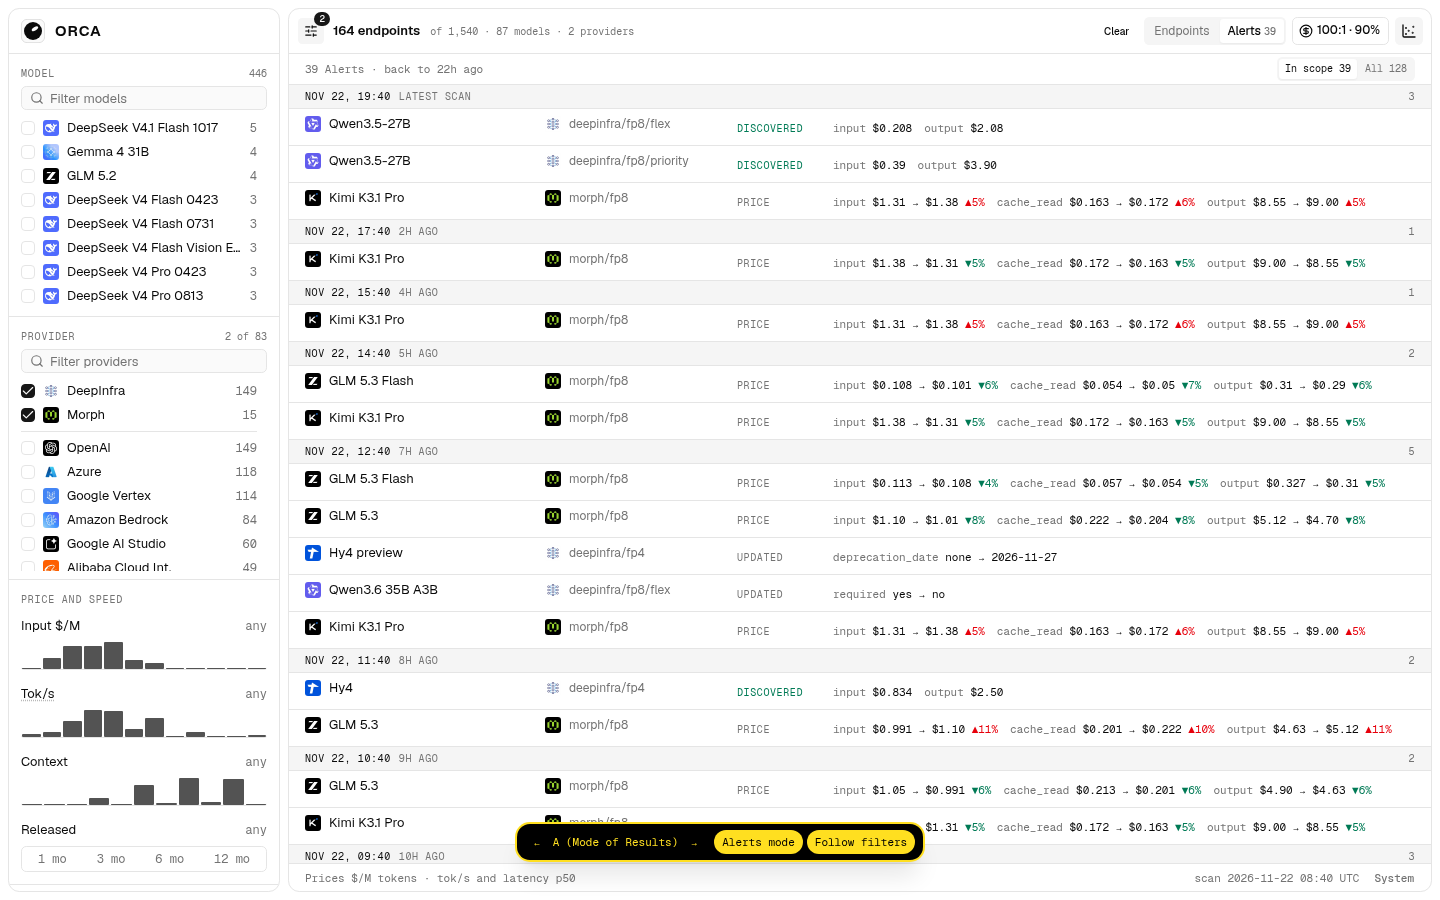 ORCA
MODEL 446
Filter models
DeepSeek V4.1 Flash 1017 5
Gemma 4 31B 4
GLM 5.2 4
DeepSeek V4 Flash 0423 3
DeepSeek V4 Flash 0731 3
DeepSeek V4 Flash Vision E... 3
DeepSeek V4 Pro 0423 3
DeepSeek V4 Pro 0813 3
PROVIDER 2 of 83
Filter providers
DeepInfra 149
Morph 15
OpenAI 149
Azure 118
Google Vertex 114
Amazon Bedrock 84
Google AI Studio 60
Alibaba Cloud Int. 49
PRICE AND SPEED
Input $/M any
Tok/s any
Context any
Released any
1 mo 3 mo 6 mo 12 mo
2
164 endpoints of 1,540 · 87 models · 2 providers Clear Endpoints Alerts 39 100:1 · 90%
39 Alerts · back to 22h ago In scope 39 All 128
NOV 22, 19:40 LATEST SCAN 3
Qwen3.5-27B deepinfra/fp8/flex DISCOVERED input $0.208 output $2.08
Qwen3.5-27B deepinfra/fp8/priority DISCOVERED input $0.39 output $3.90
Kimi K3.1 Pro morph/fp8 PRICE input $1.31 → $1.38 ▲5% cache_read $0.163 → $0.172 ▲6% output $8.55 → $9.00 ▲5%
NOV 22, 17:40 2H AGO 1
Kimi K3.1 Pro morph/fp8 PRICE input $1.38 → $1.31 ▼5% cache_read $0.172 → $0.163 ▼5% output $9.00 → $8.55 ▼5%
NOV 22, 15:40 4H AGO 1
Kimi K3.1 Pro morph/fp8 PRICE input $1.31 → $1.38 ▲5% cache_read $0.163 → $0.172 ▲6% output $8.55 → $9.00 ▲5%
NOV 22, 14:40 5H AGO 2
GLM 5.3 Flash morph/fp8 PRICE input $0.108 → $0.101 ▼6% cache_read $0.054 → $0.05 ▼7% output $0.31 → $0.29 ▼6%
Kimi K3.1 Pro morph/fp8 PRICE input $1.38 → $1.31 ▼5% cache_read $0.172 → $0.163 ▼5% output $9.00 → $8.55 ▼5%
NOV 22, 12:40 7H AGO 5
GLM 5.3 Flash morph/fp8 PRICE input $0.113 → $0.108 ▼4% cache_read $0.057 → $0.054 ▼5% output $0.327 → $0.31 ▼5%
GLM 5.3 morph/fp8 PRICE input $1.10 → $1.01 ▼8% cache_read $0.222 → $0.204 ▼8% output $5.12 → $4.70 ▼8%
Hy4 preview deepinfra/fp4 UPDATED deprecation_date none → 2026-11-27
Qwen3.6 35B A3B deepinfra/fp8/flex UPDATED required yes → no
Kimi K3.1 Pro morph/fp8 PRICE input $1.31 → $1.38 ▲5% cache_read $0.163 → $0.172 ▲6% output $8.55 → $9.00 ▲5%
NOV 22, 11:40 8H AGO 2
Hy4 deepinfra/fp4 DISCOVERED input $0.834 output $2.50
GLM 5.3 morph/fp8 PRICE input $0.991 → $1.10 ▲11% cache_read $0.201 → $0.222 ▲10% output $4.63 → $5.12 ▲11%
NOV 22, 10:40 9H AGO 2
GLM 5.3 morph/fp8 PRICE input $1.05 → $0.991 ▼6% cache_read $0.213 → $0.201 ▼6% output $4.90 → $4.63 ▼6%
Kimi K3.1 Pro $1.31 ▼5% cache_read $0.172 → $0.163 ▼5% output $9.00 → $8.55 ▼5%
← A (Mode of Results) → Alerts mode Follow filters
NOV 22, 09:40 10H AGO 3
Prices $/M tokens · tok/s and latency p50 scan 2026-11-22 08:40 UTC System